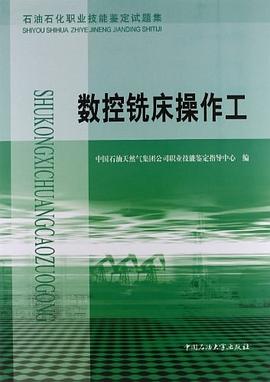 石油石化职业技能鉴定试题集
SHIYOU SHIHUA ZHIYE JINENG JIANDING SHITIJI
数控铣床操作工
SHUKONGXICHUANGCAOZUOGONG
中国石油天然气集团公司职业技能鉴定指导中心 编
中国石油大学出版社